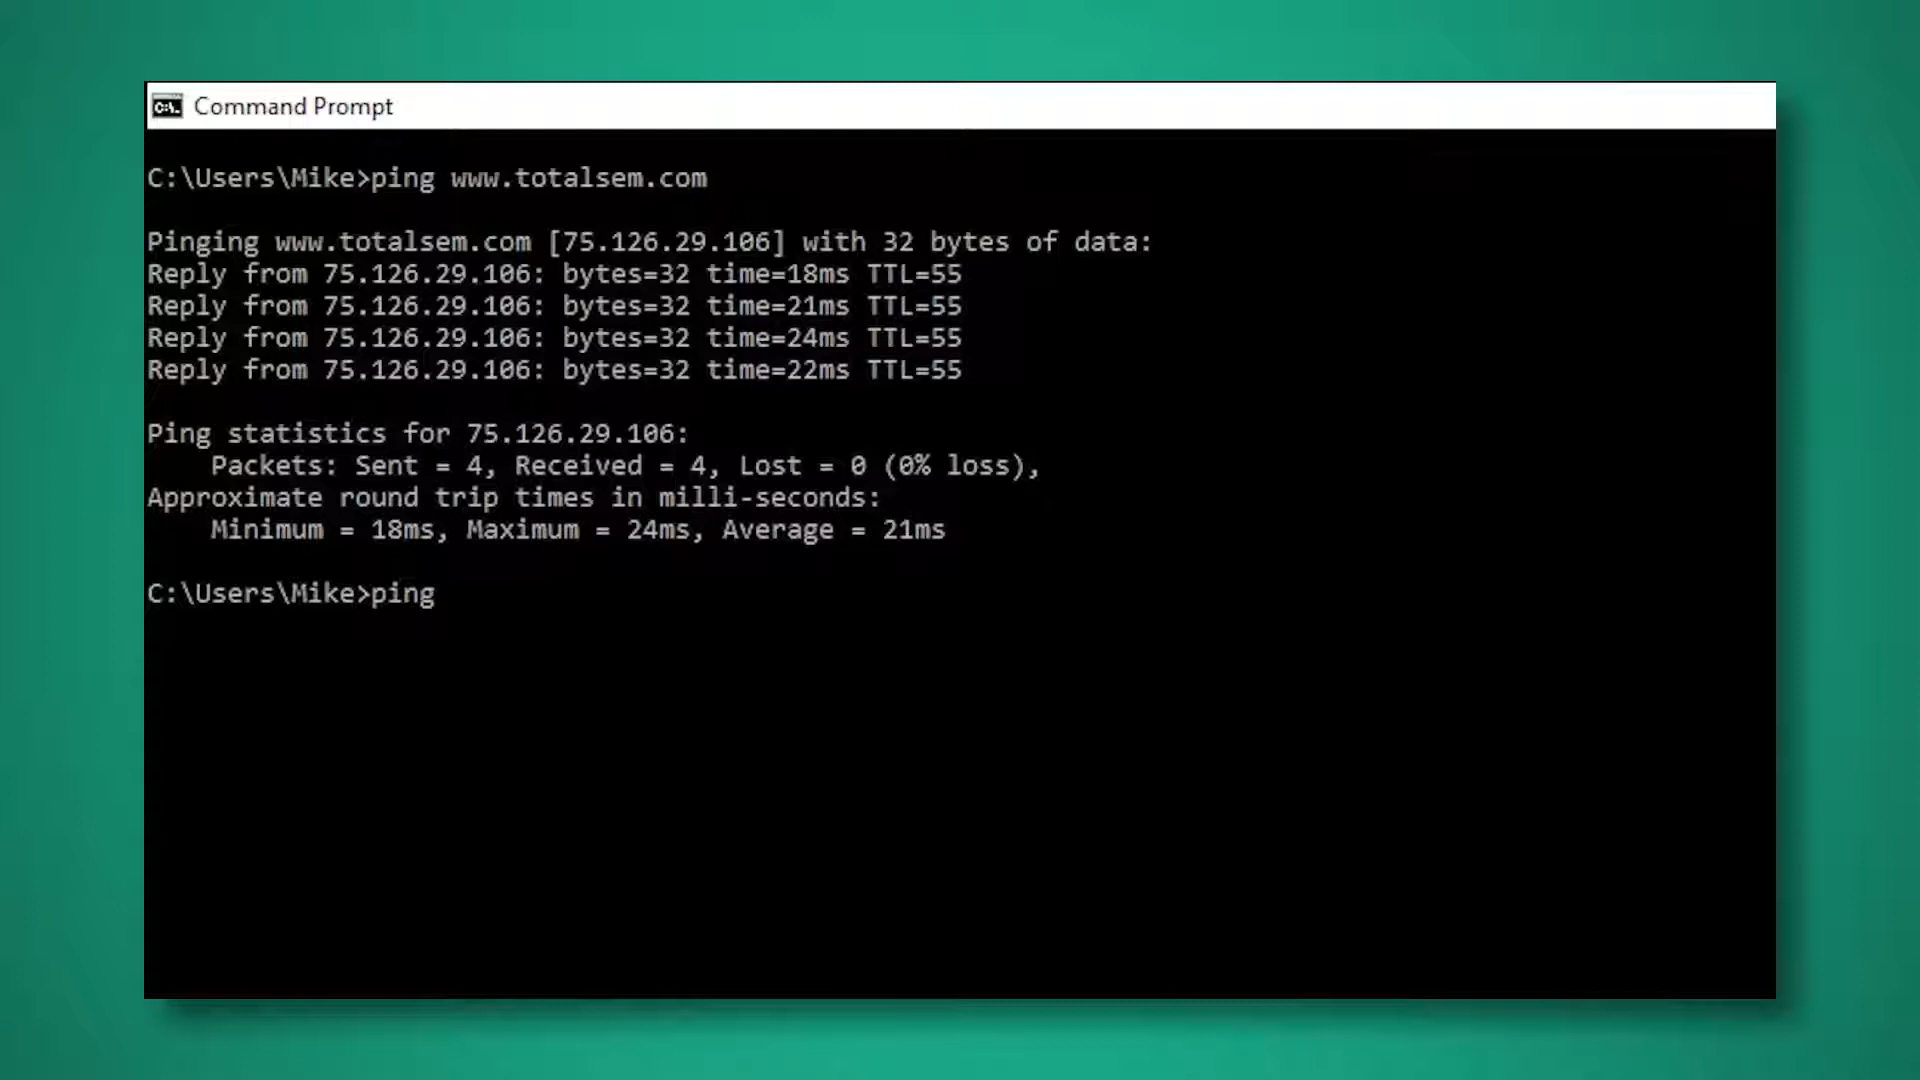 Command Prompt
C:\Users\Mike>ping www.totalsem.com
Pinging www.totalsem.com [75.126.29.106] with 32 bytes of data:
Reply from 75.126.29.106: bytes=32 time=18ms TTL=55
Reply from 75.126.29.106: bytes=32 time=21ms TTL=55
Reply from 75.126.29.106: bytes=32 time=24ms TTL=55
Reply from 75.126.29.106: bytes=32 time=22ms TTL=55
Ping statistics for 75.126.29.106:
    Packets: Sent = 4, Received = 4, Lost = 0 (0% loss),
Approximate round trip times in milli-seconds:
    Minimum = 18ms, Maximum = 24ms, Average = 21ms
C:\Users\Mike>ping